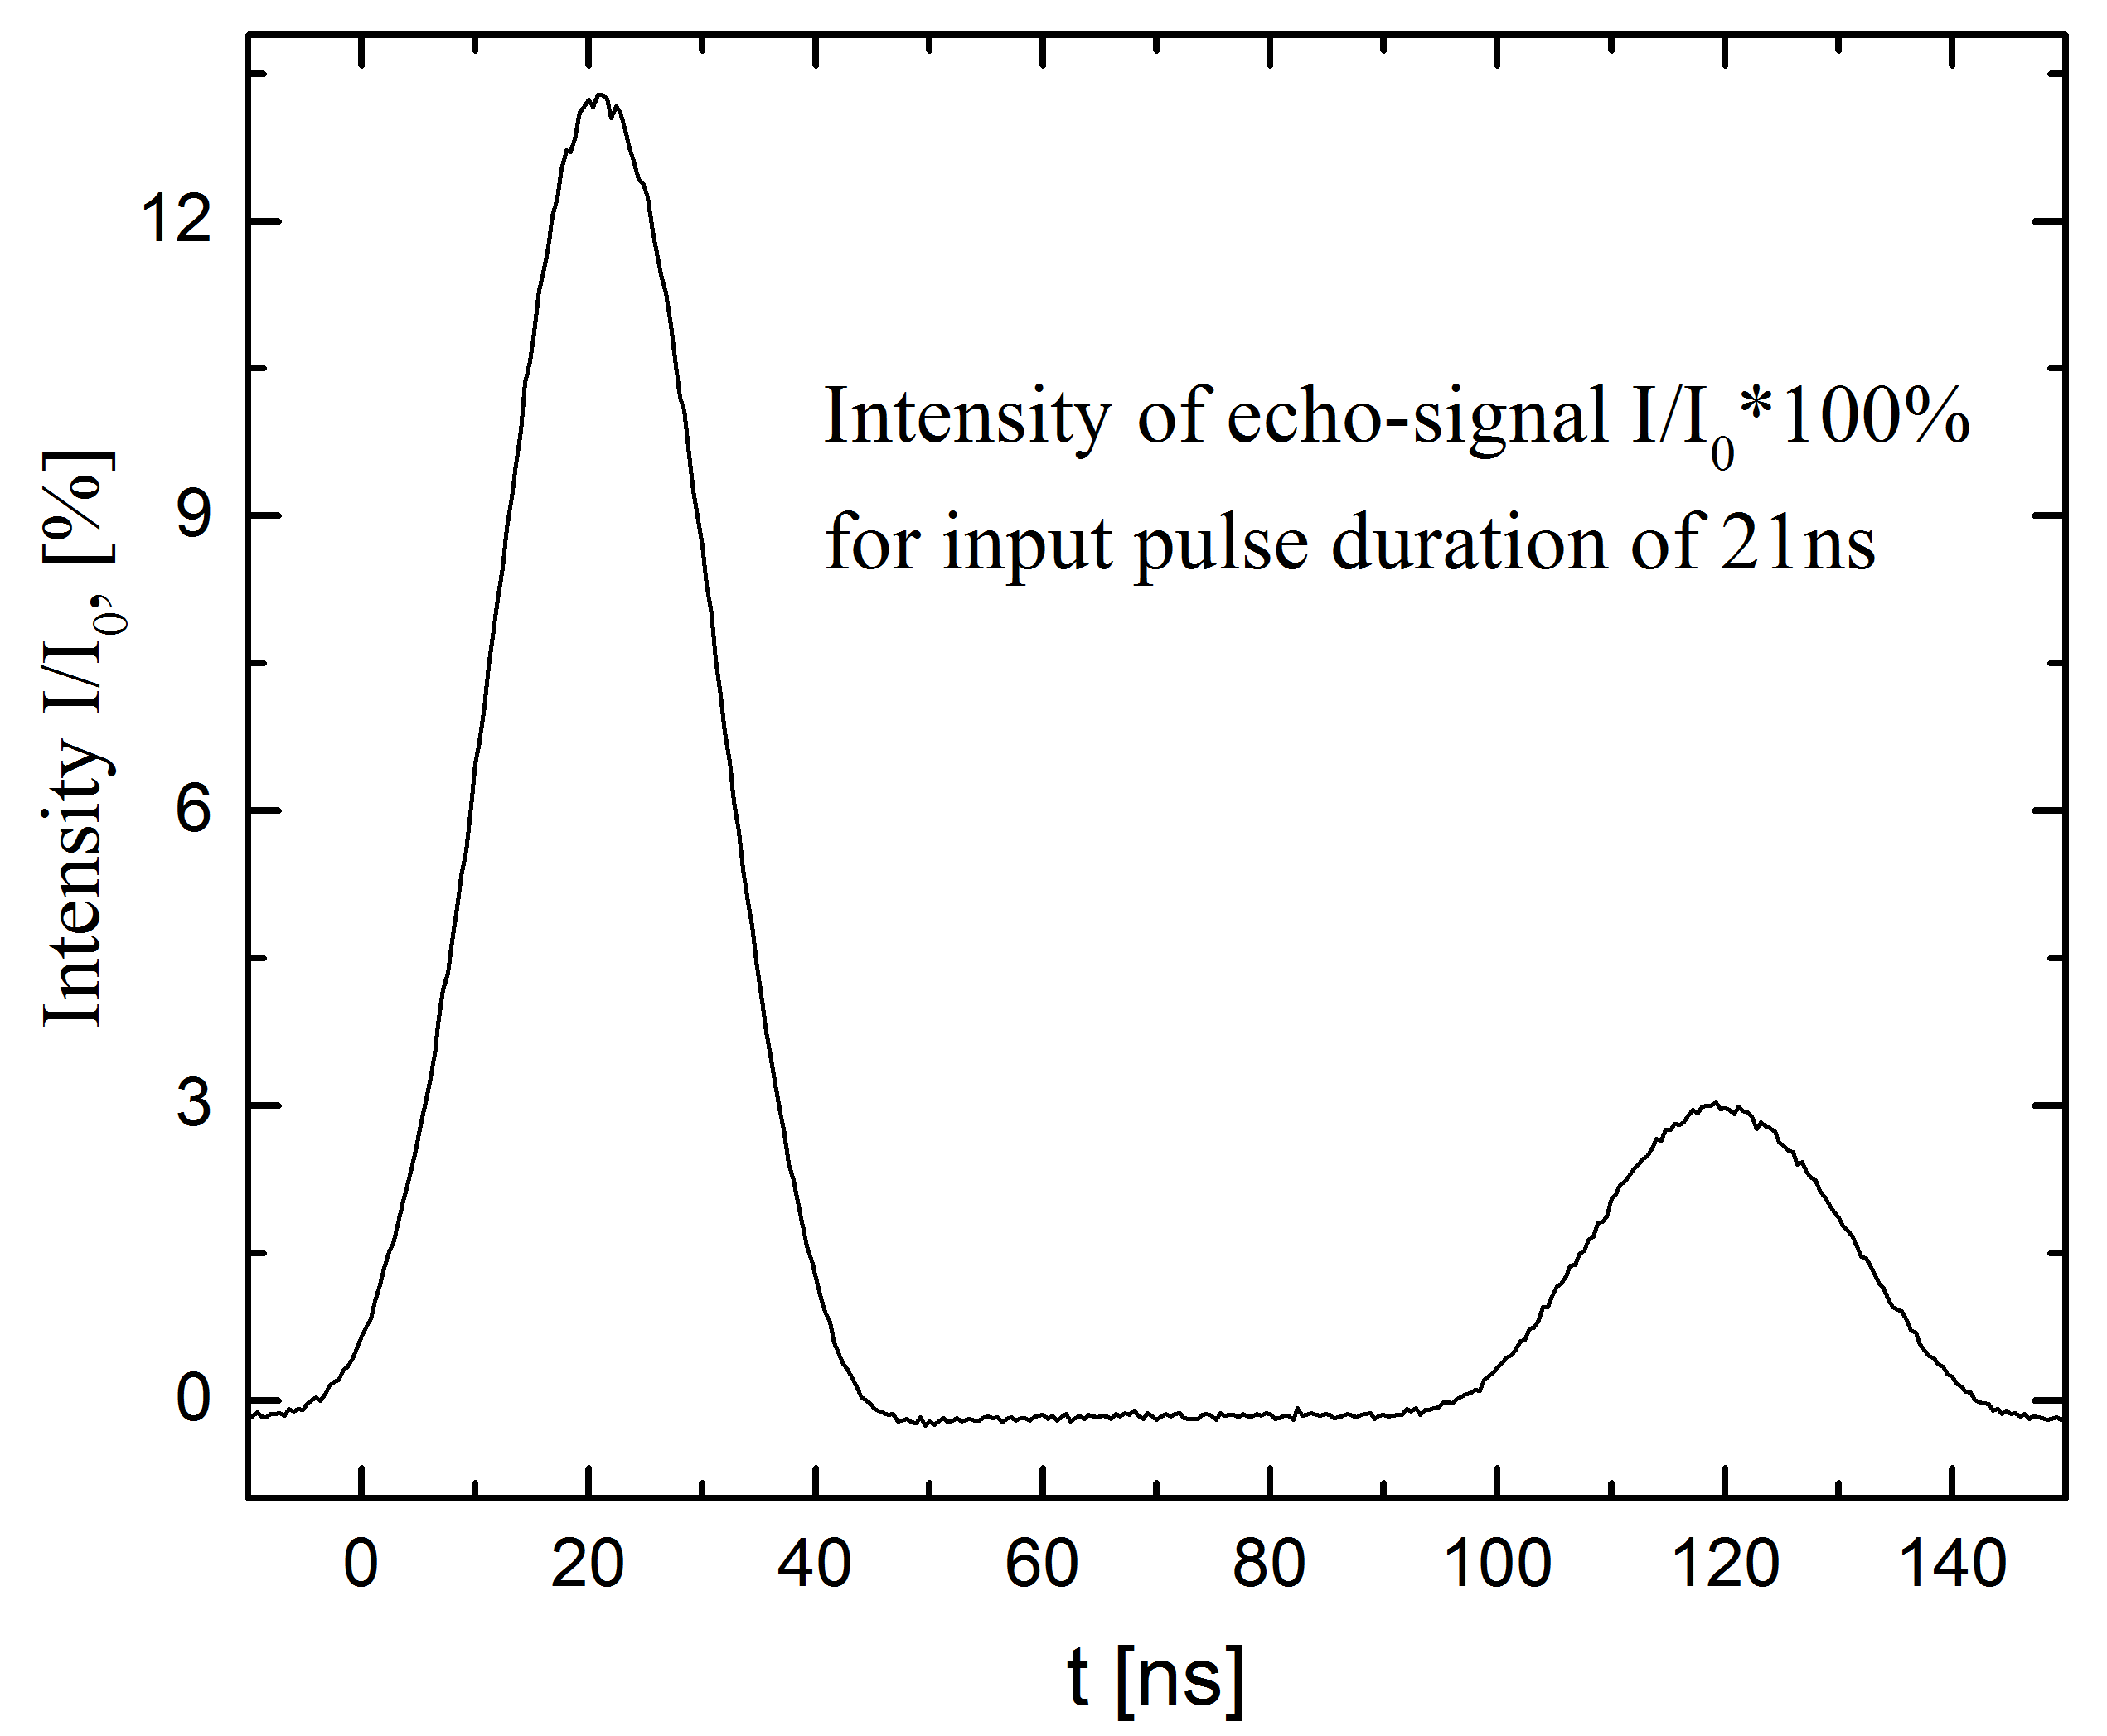 12
9
6
3
0
Intensity I/I₀, [%]
Intensity of echo-signal I/I₀*100%
for input pulse duration of 21ns
0 20 40 60 80 100 120 140
t [ns]